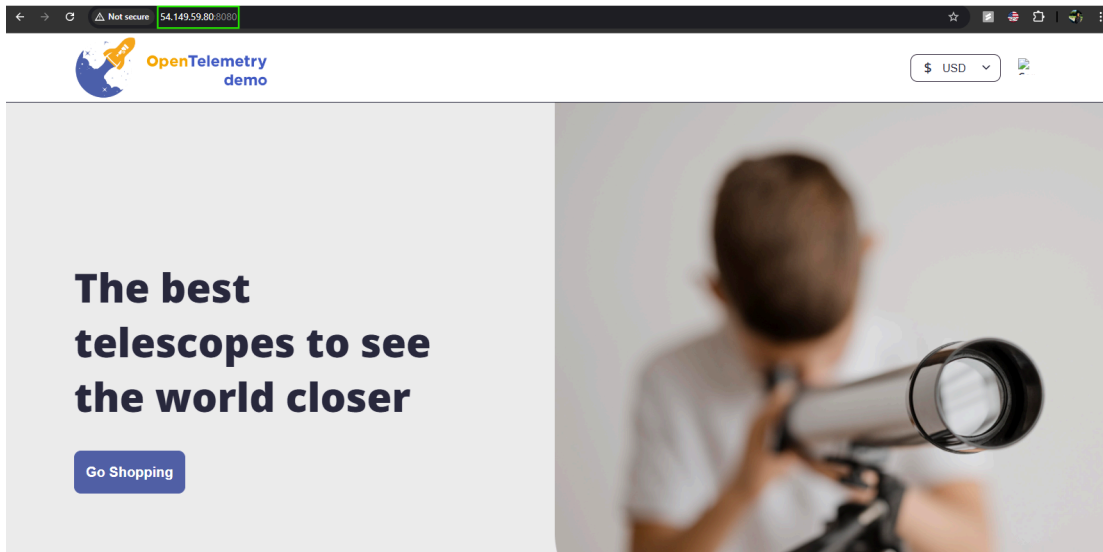 Not secure 54.149.59.80:8080
OpenTelemetry
demo
$ USD
The best
telescopes to see
the world closer
Go Shopping